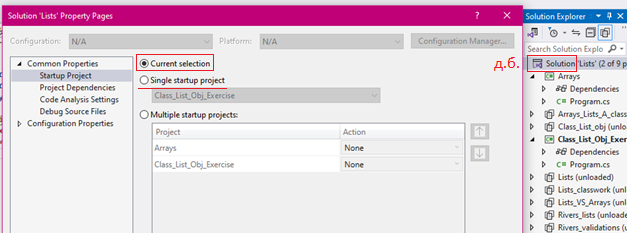 Solution 'Lists' Property Pages
? ×
Configuration: N/A Platform: N/A Configuration Manager...
Common Properties
Startup Project
Project Dependencies
Code Analysis Settings
Debug Source Files
Configuration Properties
Current selection
Single startup project
Class_List_Obj_Exercise
Multiple startup projects:
Project Action
Arrays None
Class_List_Obj_Exercise None
д.б.
Solution Explorer
Search Solution Explo
Solution 'Lists' (2 of 9 p
Arrays
Dependencies
C# Program.cs
Arrays_Lists_A_class
Class_List_obj (unloa
Class_List_Obj_Exer
Dependencies
C# Program.cs
Lists (unloaded)
Lists_classwork (unlo
Lists_VS_Arrays (unlo
Rivers_lists (unloade
Rivers_validations (u